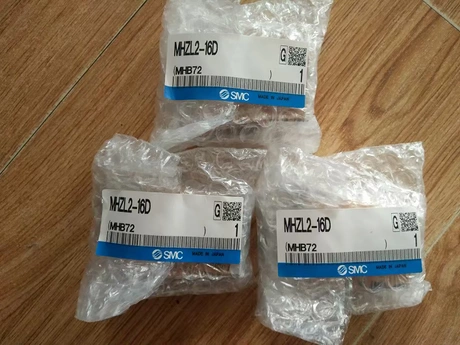 MHZL2-16D
G
(MHB72 )
1
SMC
MADE IN JAPAN
MHZL2-16D
G
(MHB72 )
1
SMC
MADE IN JAPAN
MHZL2-16D
G
(MHB72 )
1
SMC
MADE IN JAPAN